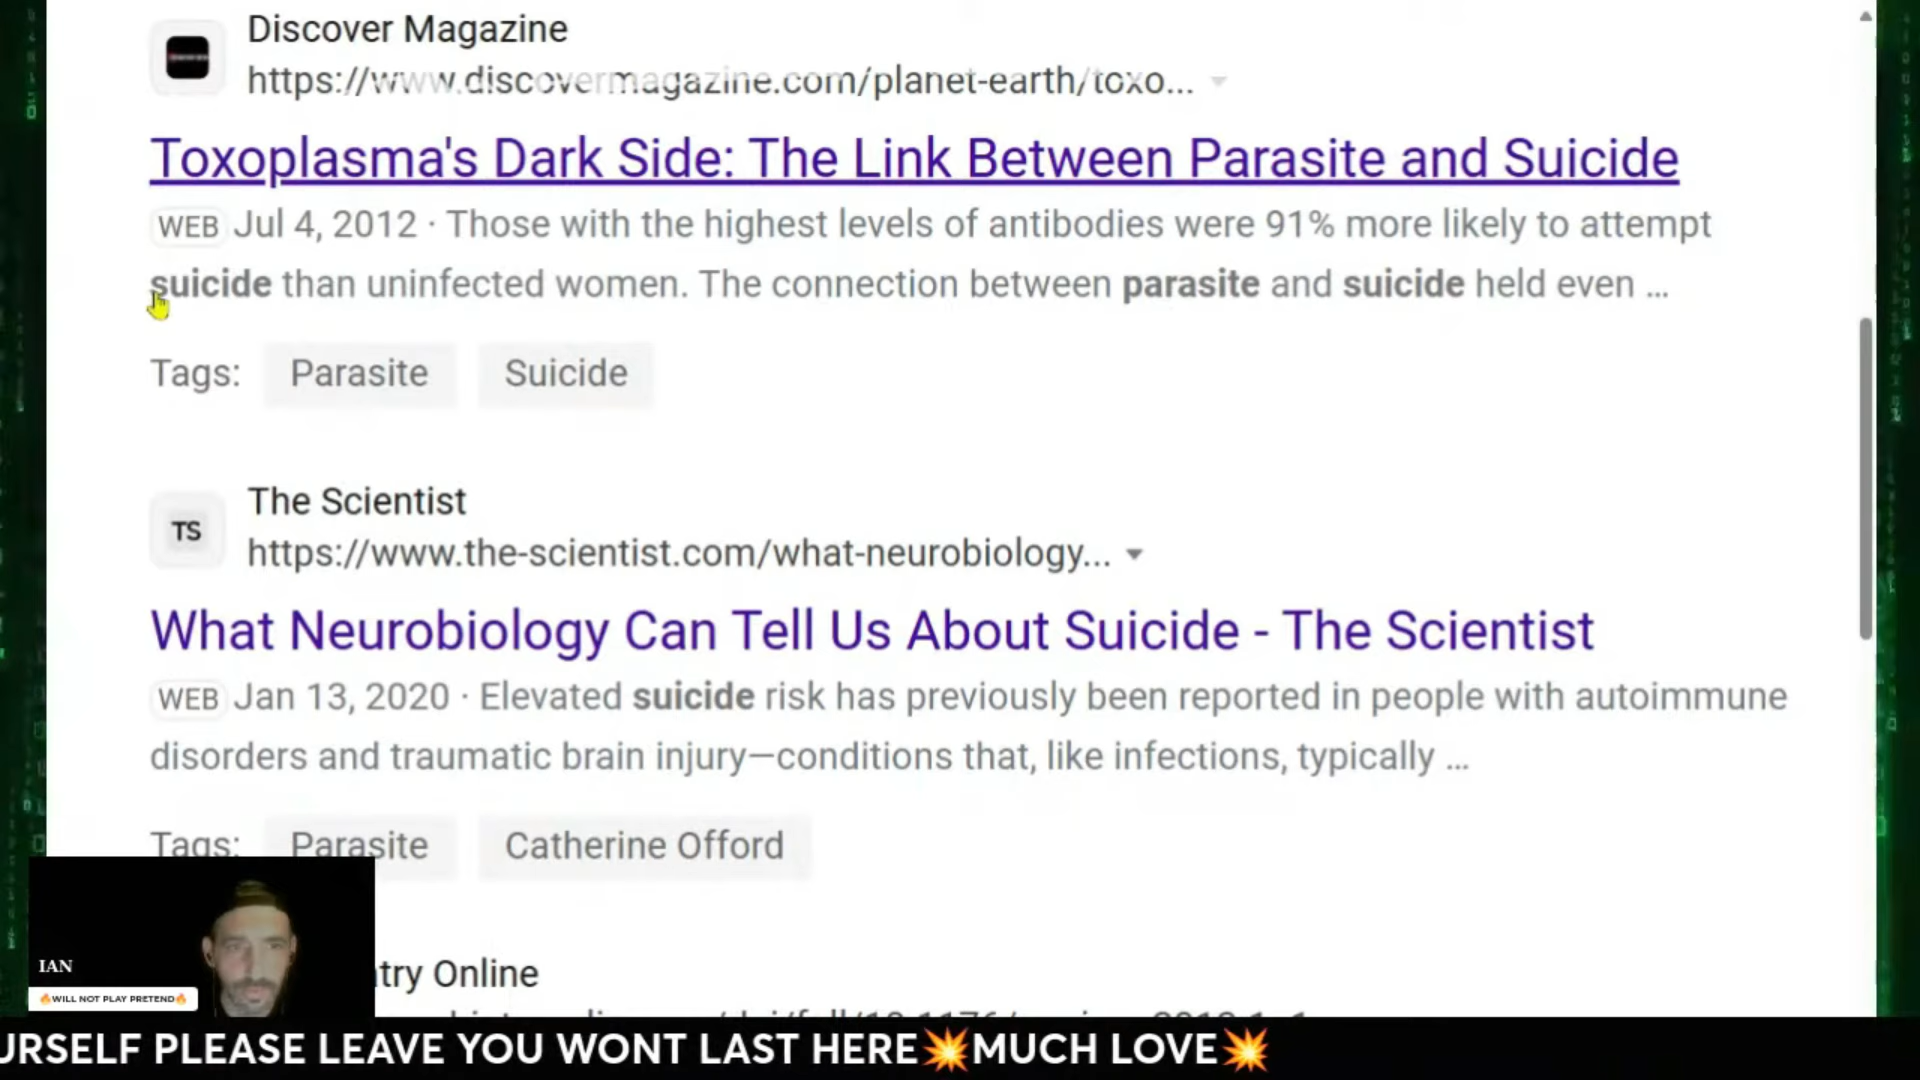 Discover Magazine
https://www.discovermagazine.com/planet-earth/toxo...
Toxoplasma's Dark Side: The Link Between Parasite and Suicide
WEB Jul 4, 2012 · Those with the highest levels of antibodies were 91% more likely to attempt
suicide than uninfected women. The connection between parasite and suicide held even ...
Tags: Parasite Suicide
TS
The Scientist
https://www.the-scientist.com/what-neurobiology...
What Neurobiology Can Tell Us About Suicide - The Scientist
WEB Jan 13, 2020 · Elevated suicide risk has previously been reported in people with autoimmune
disorders and traumatic brain injury—conditions that, like infections, typically ...
Tags: Parasite Catherine Offord
try Online
IAN
🔥WILL NOT PLAY PRETEND🔥
URSELF PLEASE LEAVE YOU WONT LAST HERE💥MUCH LOVE💥